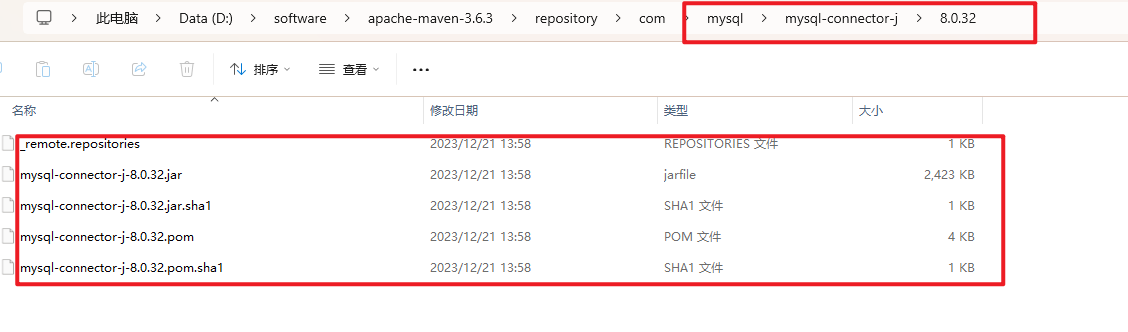 此电脑 Data (D:) software apache-maven-3.6.3 repository com mysql mysql-connector-j 8.0.32
排序 查看
名称 修改日期 类型 大小
_remote.repositories 2023/12/21 13:58 REPOSITORIES 文件 1 KB
mysql-connector-j-8.0.32.jar 2023/12/21 13:58 jarfile 2,423 KB
mysql-connector-j-8.0.32.jar.sha1 2023/12/21 13:58 SHA1 文件 1 KB
mysql-connector-j-8.0.32.pom 2023/12/21 13:58 POM 文件 4 KB
mysql-connector-j-8.0.32.pom.sha1 2023/12/21 13:58 SHA1 文件 1 KB